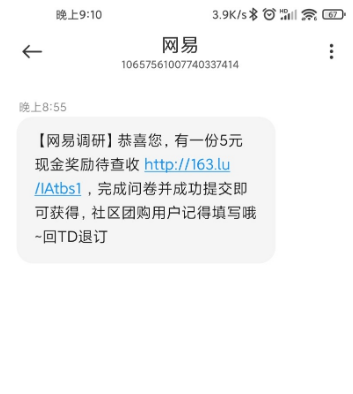 晚上9:10
3.9K/s HD 67
网易
10657561007740337414
晚上8:55
【网易调研】恭喜您，有一份5元
现金奖励待查收 http://163.lu
/IAtbs1 ，完成问卷并成功提交即
可获得，社区团购用户记得填写哦
~回TD退订